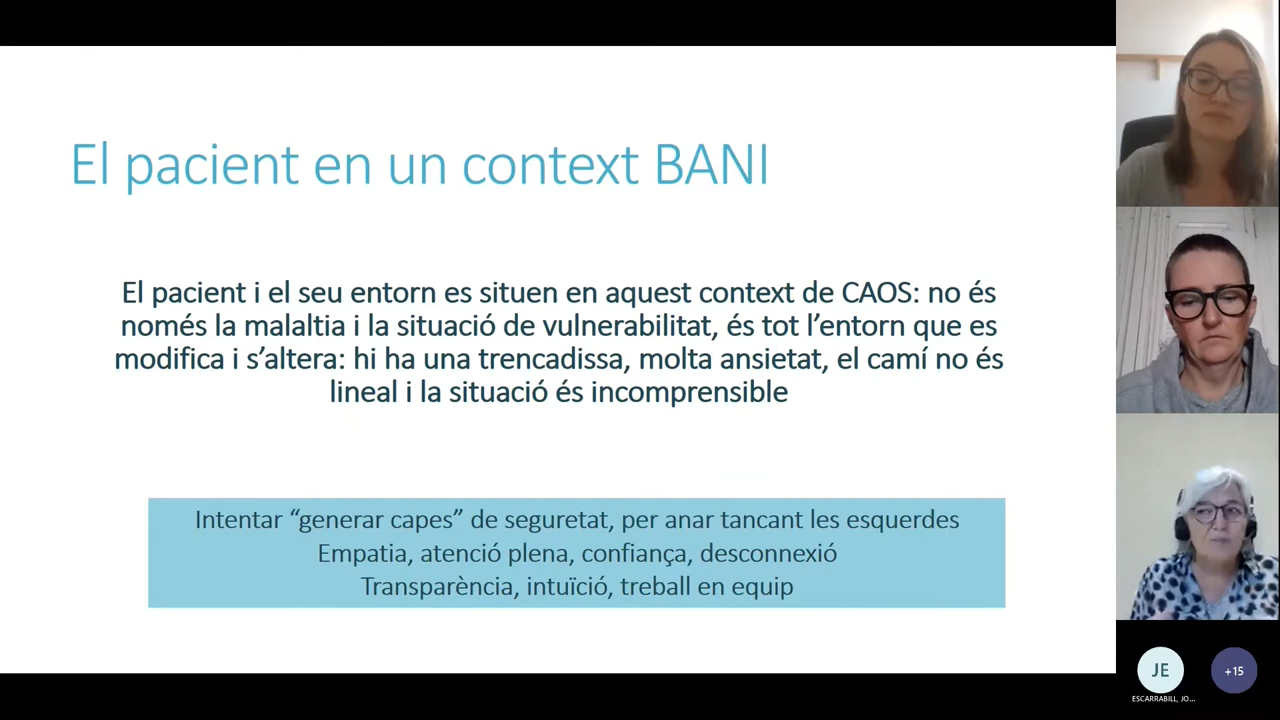 El pacient en un context BANI
El pacient i el seu entorn es situen en aquest context de CAOS: no és
només la malaltia i la situació de vulnerabilitat, és tot l’entorn que es
modifica i s’altera: hi ha una trencadissa, molta ansietat, el camí no és
lineal i la situació és incomprensible
Intentar “generar capes” de seguretat, per anar tancant les esquerdes
Empatia, atenció plena, confiança, desconnexió
Transparència, intuïció, treball en equip
JE
+15
ESCARRABILL, JO...